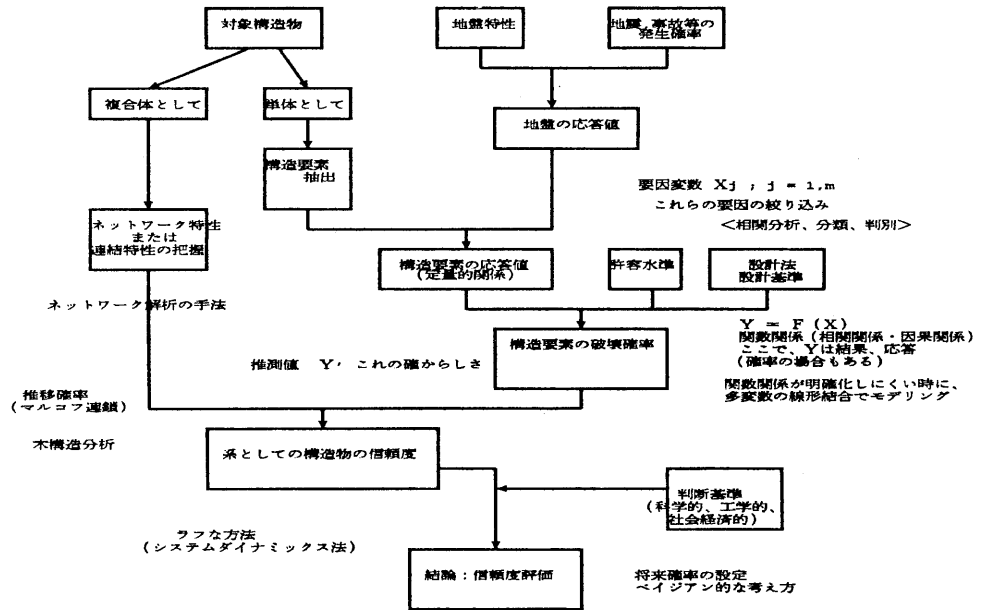 対象構造物
地盤特性
地震,事故等の
発生確率
複合体として
単体として
地盤の応答値
構造要素
抽出
要因変数 Xj ; j = 1,m
これらの要因の絞り込み
<相関分析、分類、判別>
ネットワーク特性
または
連結特性の把握
構造要素の応答値
(定量的関係)
許容水準
設計法
設計基準
ネットワーク解析の手法
Y = F (X)
関数関係 (相関関係・因果関係)
ここで、Yは結果、応答
(確率の場合もある)
構造要素の破壊確率
推測値 Y' これの確からしさ
関数関係が明確化しにくい時に、
多変数の線形結合でモデリング
推移確率
(マルコフ連鎖)
木構造分析
系としての構造物の信頼度
判断基準
(科学的、工学的、
社会経済的)
ラフな方法
(システムダイナミックス法)
結論:信頼度評価
将来確率の設定
ベイジアン的な考え方